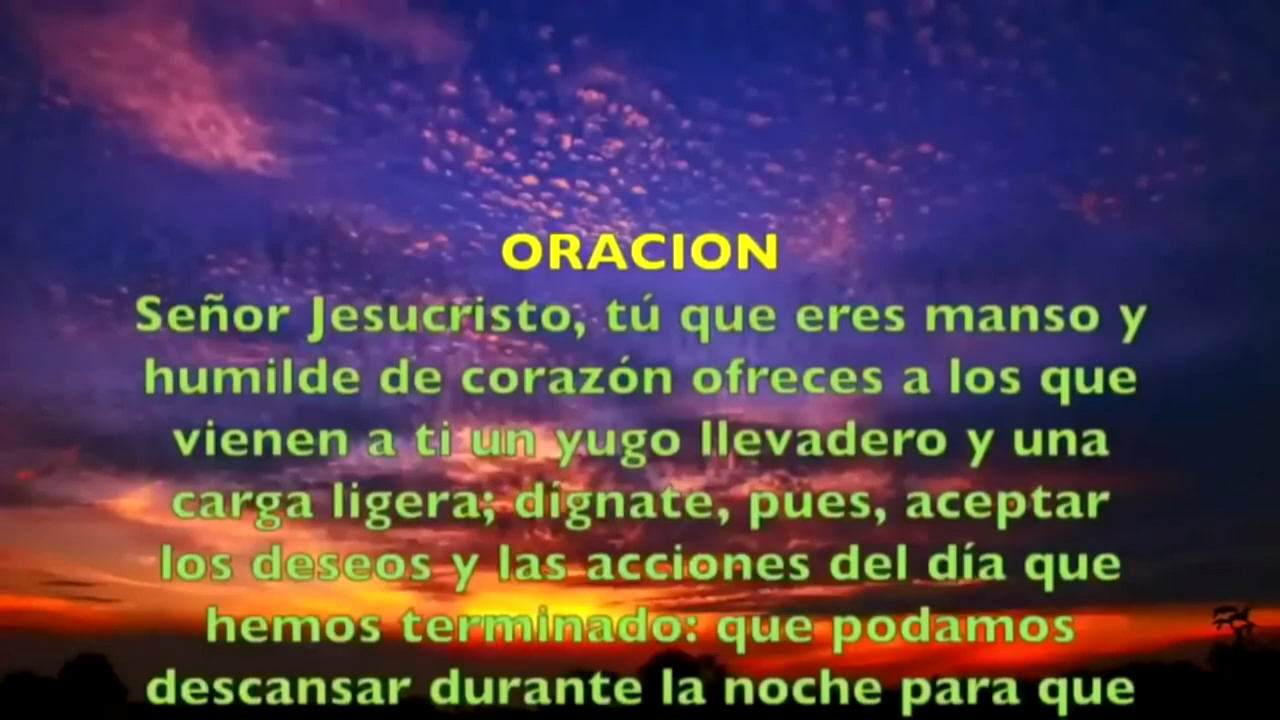 ORACION
Señor Jesucristo, tú que eres manso y
humilde de corazón ofreces a los que
vienen a ti un yugo llevadero y una
carga ligera; dígnate, pues, aceptar
los deseos y las acciones del día que
hemos terminado: que podamos
descansar durante la noche para que